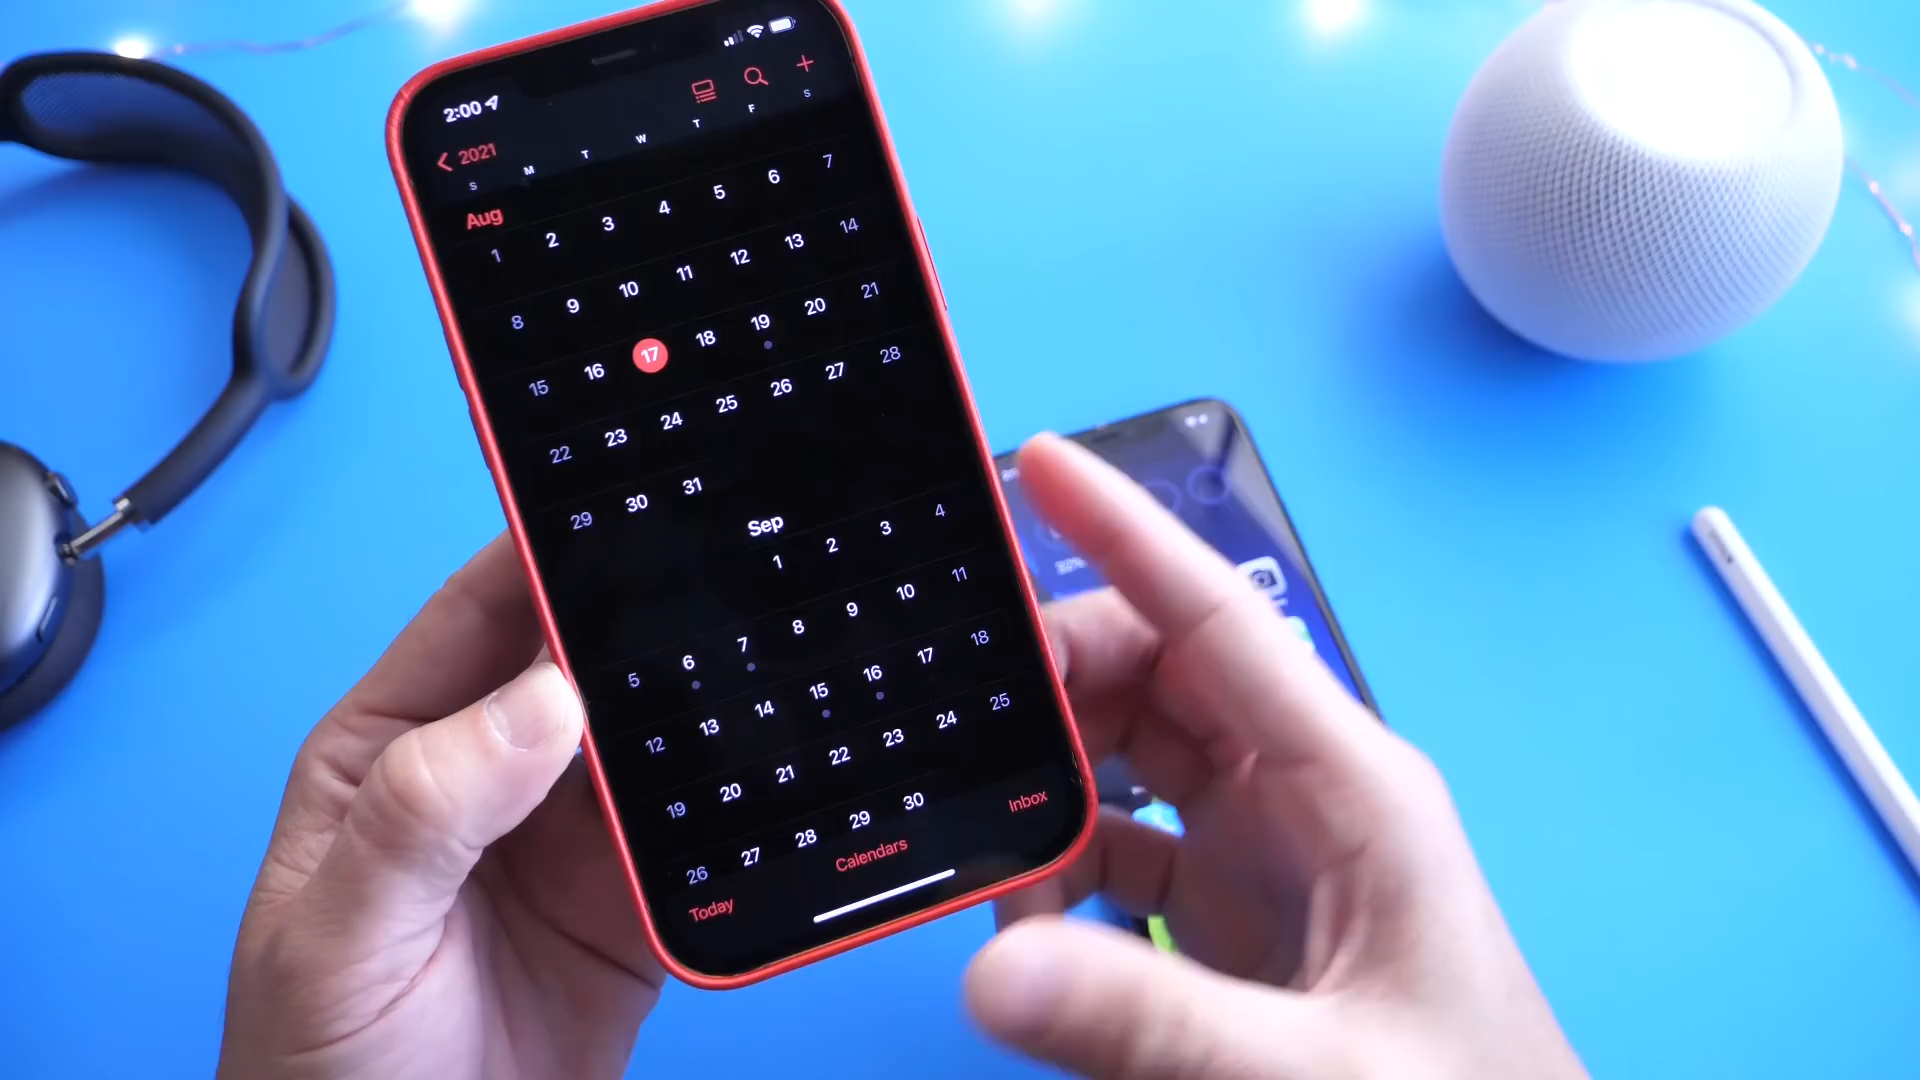 2:00
2021
S M T W T F S
Aug
1 2 3 4 5 6 7
8 9 10 11 12 13 14
15 16 17 18 19 20 21
22 23 24 25 26 27 28
29 30 31
Sep
1 2 3 4
5 6 7 8 9 10 11
12 13 14 15 16 17 18
19 20 21 22 23 24 25
26 27 28 29 30
Today Calendars Inbox